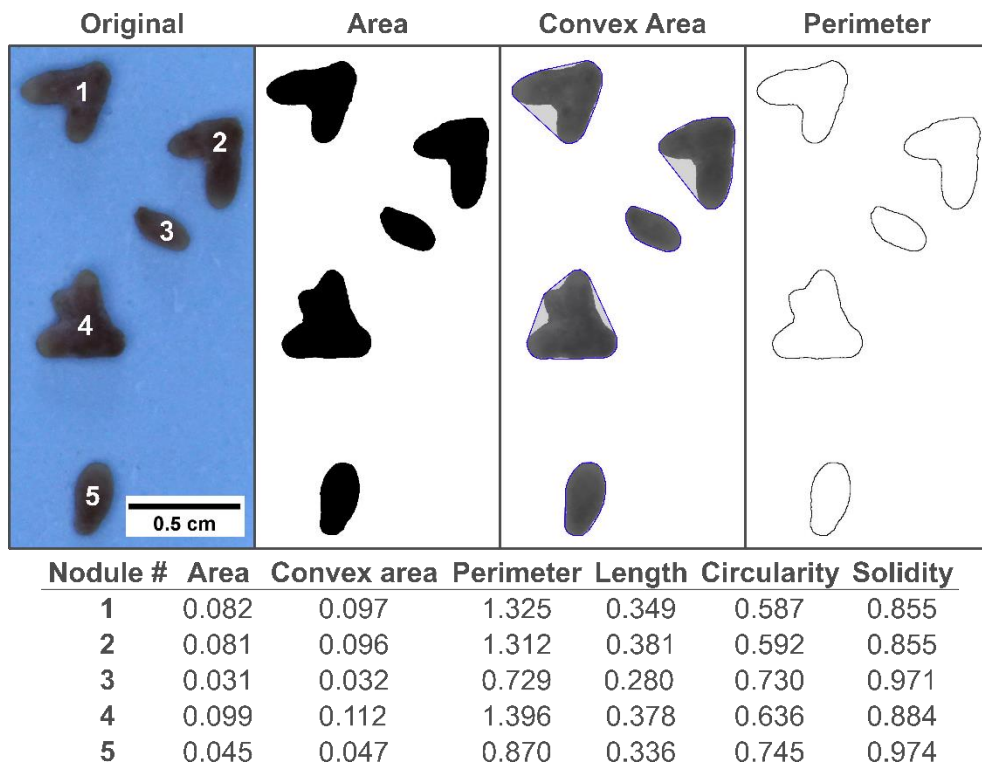 Original Area Convex Area Perimeter
1
2
3
4
5
0.5 cm
Nodule # Area Convex area Perimeter Length Circularity Solidity
1 0.082 0.097 1.325 0.349 0.587 0.855
2 0.081 0.096 1.312 0.381 0.592 0.855
3 0.031 0.032 0.729 0.280 0.730 0.971
4 0.099 0.112 1.396 0.378 0.636 0.884
5 0.045 0.047 0.870 0.336 0.745 0.974